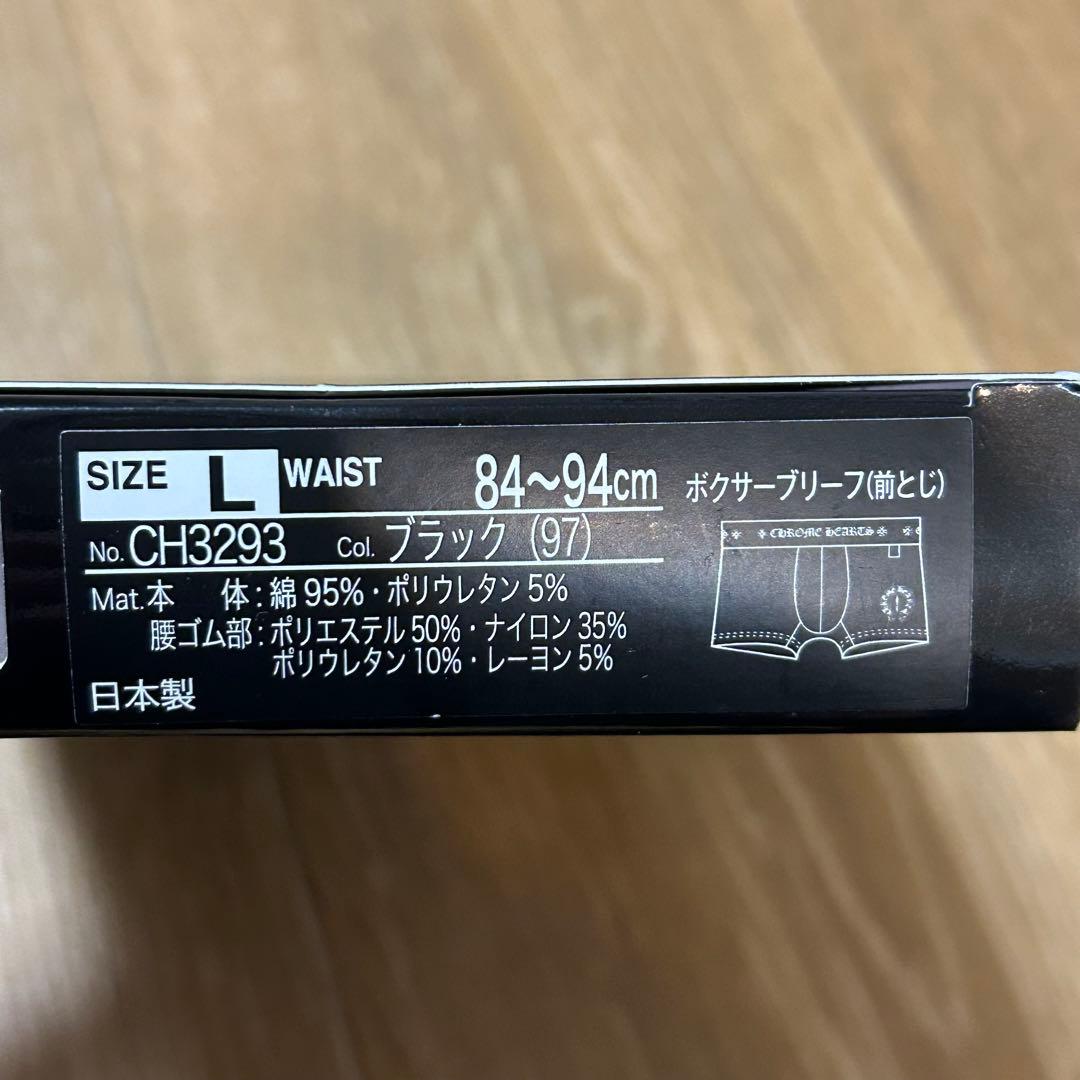 SIZE L WAIST 84〜94cm
No. CH3293 Col. ブラック (97)
Mat. 本 体 : 綿 95%・ポリウレタン 5%
腰ゴム部 : ポリエステル 50%・ナイロン 35%
ポリウレタン 10%・レーヨン 5%
日本製
ボクサーブリーフ(前とじ)
CHROME HEARTS